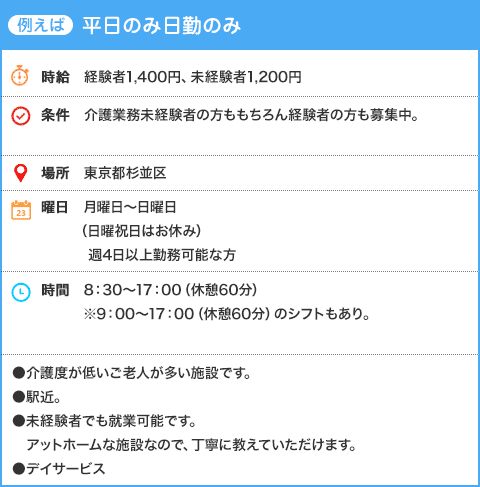 例えば 平日のみ日勤のみ
時給 経験者1,400円、未経験者1,200円
条件 介護業務未経験者の方ももちろん経験者の方も募集中。
場所 東京都杉並区
曜日 月曜日〜日曜日
23 （日曜祝日はお休み）
週4日以上勤務可能な方
時間 8：30〜17：00（休憩60分）
※9：00〜17：00（休憩60分）のシフトもあり。
●介護度が低いご老人が多い施設です。
●駅近。
●未経験者でも就業可能です。
アットホームな施設なので、丁寧に教えていただけます。
●デイサービス